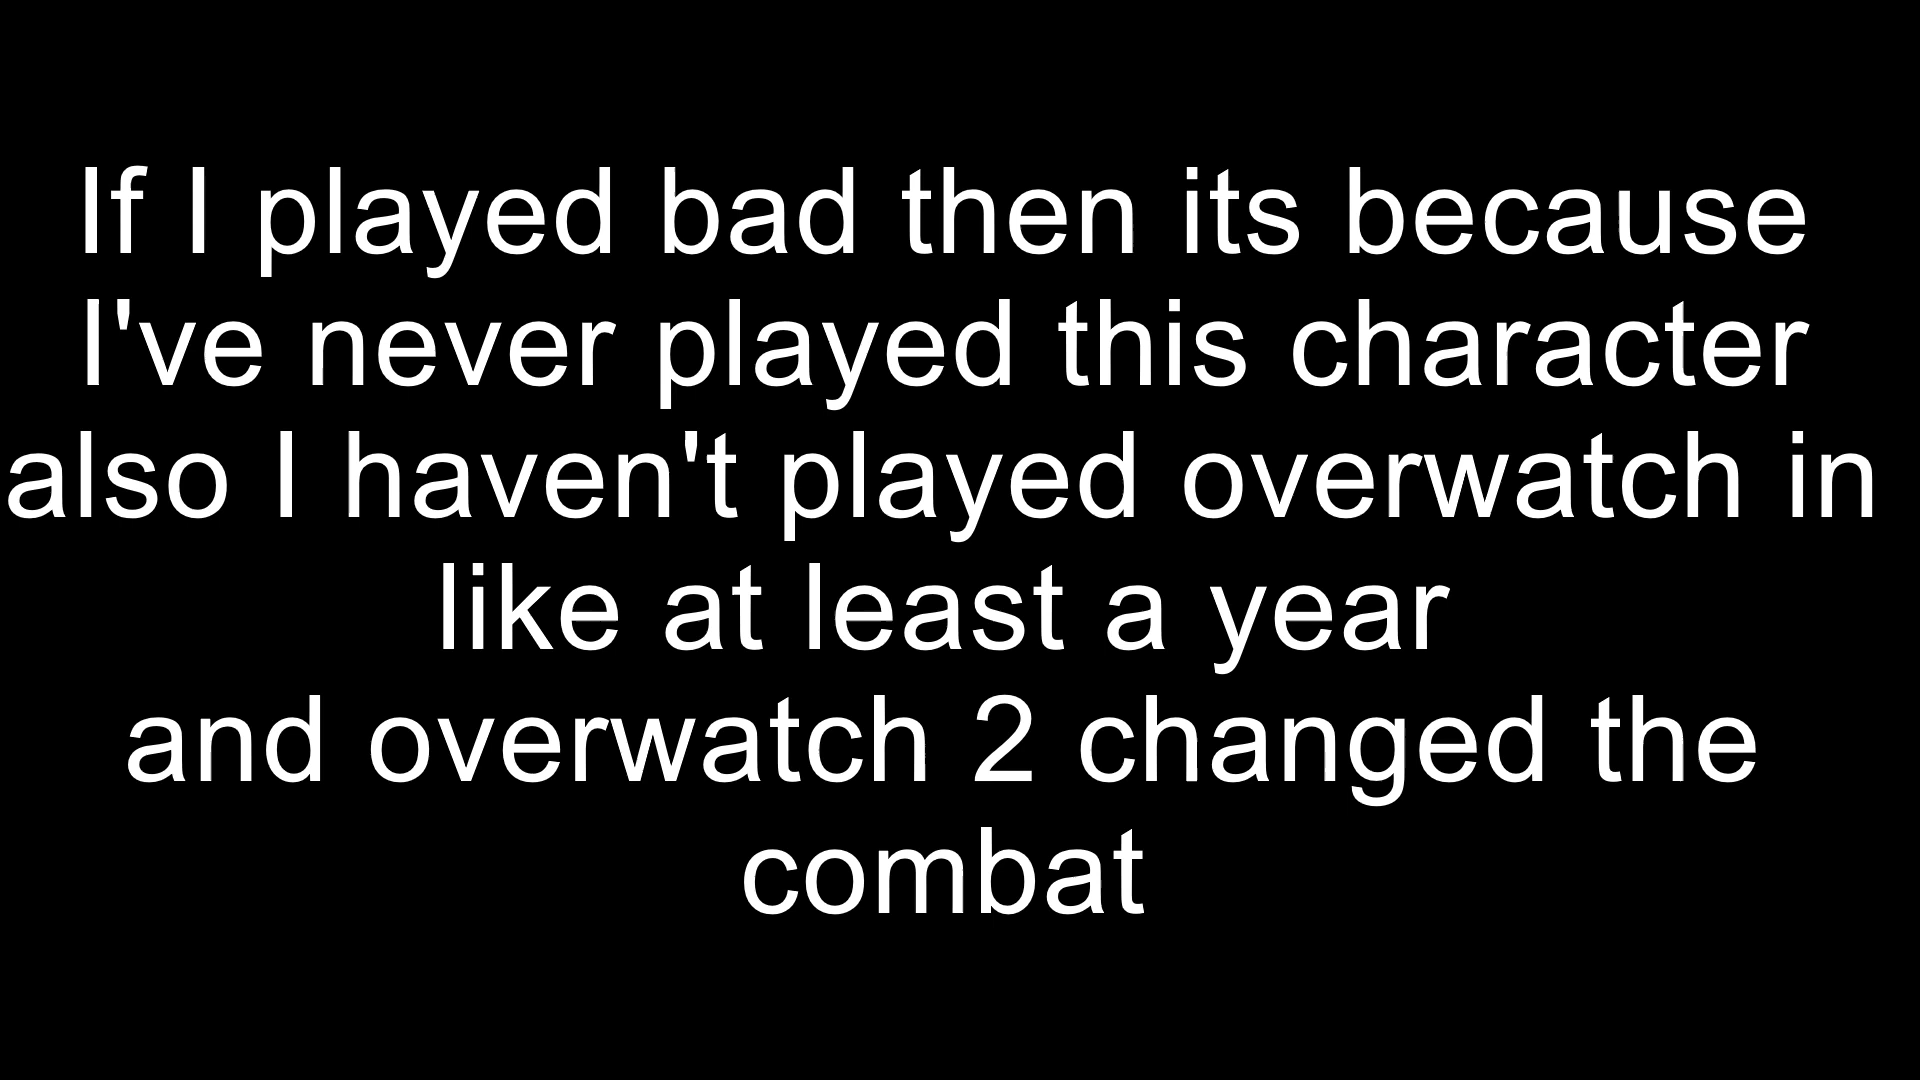 If I played bad then its because
I've never played this character
also I haven't played overwatch in
like at least a year
and overwatch 2 changed the
combat